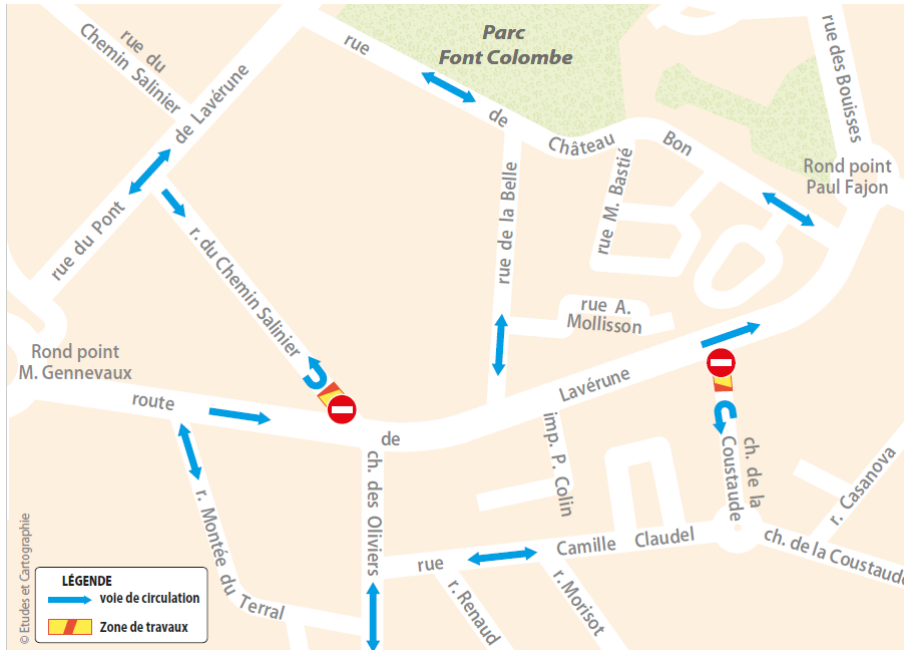 Parc
Font Colombe
rue du
Chemin Salinier
rue
de
Château
Bon
rue des Bouisses
Rond point
Paul Fajon
rue du Pont
de Lavérune
r. du Chemin Salinier
rue de la Belle
rue M. Bastié
rue A.
Mollisson
Rond point
M. Gennevaux
route
de
Lavérune
r. Montée du Terral
ch. des Oliviers
imp. P. Colin
ch. de la
Coustaude
r. Casanova
ch. de la Coustaude
rue
Camille
Claudel
r. Renaud
r. Morisot
LÉGENDE
voie de circulation
Zone de travaux
© Etudes et Cartographie